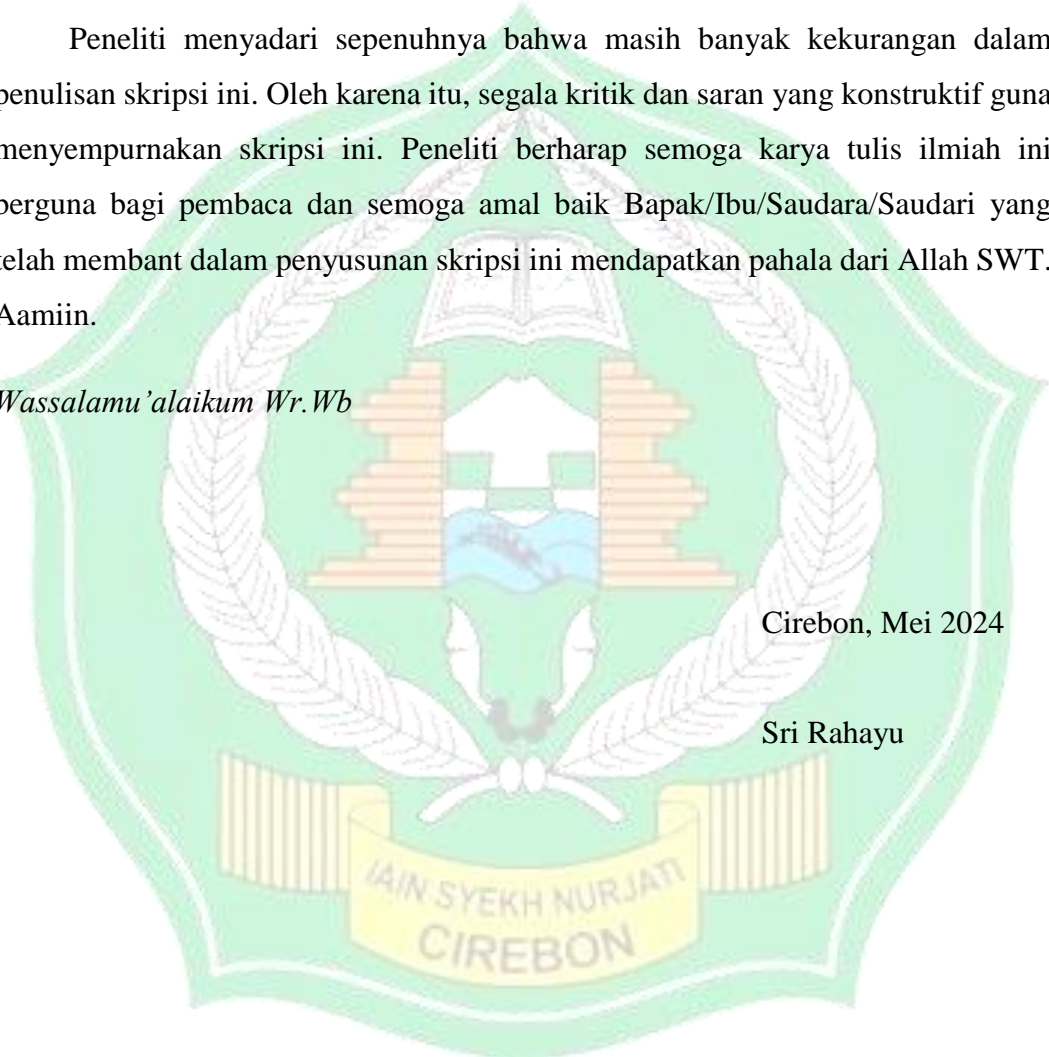 Peneliti menyadari sepenuhnya bahwa masih banyak kekurangan dalam
penulisan skripsi ini. Oleh karena itu, segala kritik dan saran yang konstruktif guna
menyempurnakan skripsi ini. Peneliti berharap semoga karya tulis ilmiah ini
berguna bagi pembaca dan semoga amal baik Bapak/Ibu/Saudara/Saudari yang
telah membant dalam penyusunan skripsi ini mendapatkan pahala dari Allah SWT.
Aamiin.
Wassalamu’alaikum Wr.Wb
Cirebon, Mei 2024
Sri Rahayu
IAIN SYEKH NURJATI
CIREBON